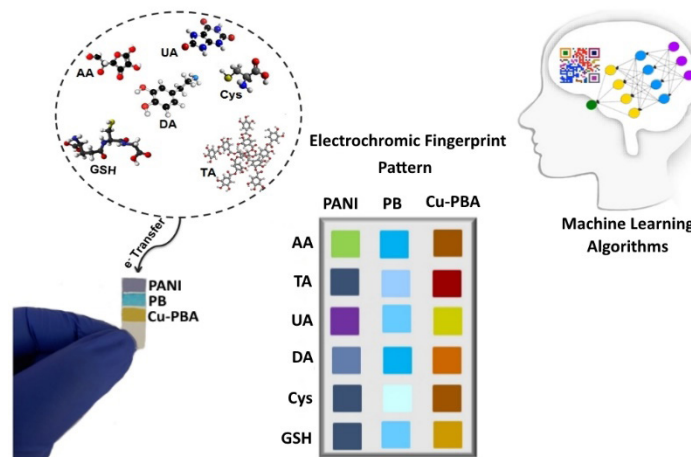 UA
AA
Cys
DA
GSH
TA
e⁻ Transfer
PANI
PB
Cu-PBA
Electrochromic Fingerprint
Pattern
PANI PB Cu-PBA
AA
TA
UA
DA
Cys
GSH
Machine Learning
Algorithms